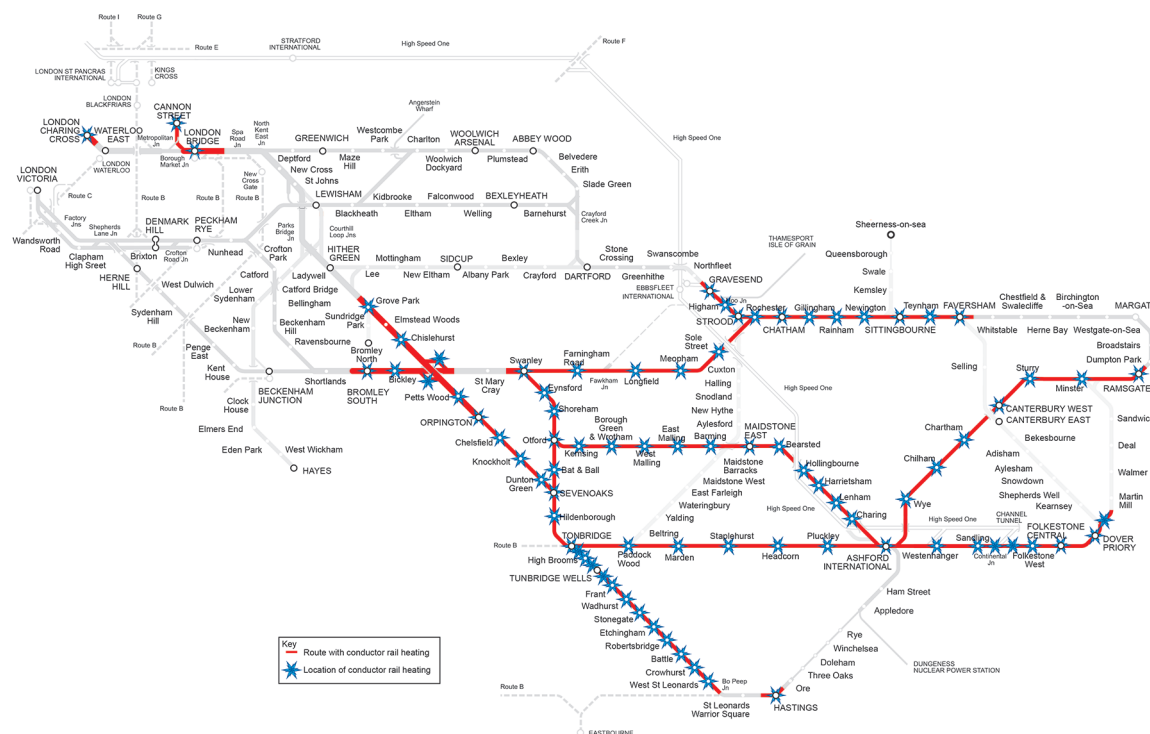 Route I
Route G
Route E
STRATFORD
INTERNATIONAL
High Speed One
Route F
LONDON ST PANCRAS
INTERNATIONAL
KINGS
CROSS
LONDON
BLACKFRIARS
CANNON
STREET
LONDON
CHARING
CROSS
WATERLOO
EAST
Metropolitan
Jn
LONDON
BRIDGE
Spa
Road
Jn
North
Kent
East Jn
Borough
Market Jn
LONDON
WATERLOO
GREENWICH
Westcombe
Park
Angerstein
Wharf
Charlton
WOOLWICH
ARSENAL
ABBEY WOOD
Deptford
Maze
Hill
Woolwich
Dockyard
Plumstead
Belvedere
Erith
Slade Green
High Speed One
LONDON
VICTORIA
Route C
Route B
Route B
Route B
New
Cross
Gate
New Cross
St Johns
LEWISHAM
Kidbrooke
Falconwood
BEXLEYHEATH
Blackheath
Eltham
Welling
Barnehurst
Crayford
Creek Jn
Factory
Jns
Shepherds
Lane Jn
DENMARK
HILL
PECKHAM
RYE
Parks
Bridge
Jn
Courthill
Loop Jns
Wandsworth
Road
Clapham
High Sreet
Brixton
Crofton
Road Jn
Nunhead
Crofton
Park
HITHER
GREEN
Mottingham
SIDCUP
Bexley
Stone
Crossing
Swanscombe
HERNE
HILL
West Dulwich
Catford
Ladywell
Catford Bridge
Lee
New Eltham
Albany Park
Crayford
DARTFORD
Greenhithe
EBBSFLEET
INTERNATIONAL
Northfleet
GRAVESEND
THAMESPORT
ISLE OF GRAIN
Sheerness-on-sea
Queensborough
Swale
Kemsley
Lower
Sydenham
Bellingham
Grove Park
Higham
Hoo Jn
Sydenham
Hill
New
Beckenham
Beckenham
Hill
Ravensbourne
Sundridge
Park
Elmstead Woods
Chislehurst
STROOD
Rochester
CHATHAM
Gillingham
Rainham
Newington
SITTINGBOURNE
Teynham
FAVERSHAM
Chestfield &
Swalecliffe
Birchington
-on-Sea
MARGAT
Whitstable
Herne Bay
Westgate-on-Sea
Broadstairs
Dumpton Park
RAMSGATE
Route B
Penge
East
Kent
House
Bromley
North
Sole
Street
Cuxton
Selling
Sturry
Minster
Shortlands
BECKENHAM
JUNCTION
BROMLEY
SOUTH
Bickley
Petts Wood
St Mary
Cray
Swanley
Farningham
Road
Fawkham
Jn
Longfield
Meopham
Halling
High Speed One
Route B
Clock
House
Elmers End
Eden Park
West Wickham
HAYES
ORPINGTON
Chelsfield
Knockholt
Dunton
Green
Eynsford
Shoreham
Otford
Kemsing
Borough
Green
& Wrotham
West
Malling
East
Malling
Barming
Snodland
New Hythe
Aylesford
MAIDSTONE
EAST
Bearsted
Maidstone
Barracks
Maidstone West
East Farleigh
Wateringbury
Yalding
Beltring
Hollingbourne
Harrietsham
Lenham
Charing
High Speed One
CANTERBURY WEST
CANTERBURY EAST
Chartham
Chilham
Wye
Bekesbourne
Adisham
Aylesham
Snowdown
Shepherds Well
Kearnsey
Sandwic
Deal
Walmer
Martin
Mill
Bat & Ball
SEVENOAKS
Hildenborough
Route B
TONBRIDGE
Paddock
Wood
Marden
Staplehurst
Headcorn
Pluckley
ASHFORD
INTERNATIONAL
High Speed One
CHANNEL
TUNNEL
Westenhanger
Sandling
Continental
Jn
Folkestone
West
FOLKESTONE
CENTRAL
DOVER
PRIORY
High Brooms
TUNBRIDGE WELLS
Frant
Wadhurst
Stonegate
Etchingham
Robertsbridge
Battle
Crowhurst
West St Leonards
Bo Peep
Jn
Route B
St Leonards
Warrior Square
HASTINGS
Ore
Three Oaks
Doleham
Winchelsea
Rye
Appledore
Ham Street
DUNGENESS
NUCLEAR POWER STATION
EASTBOURNE
Key
Route with conductor rail heating
Location of conductor rail heating